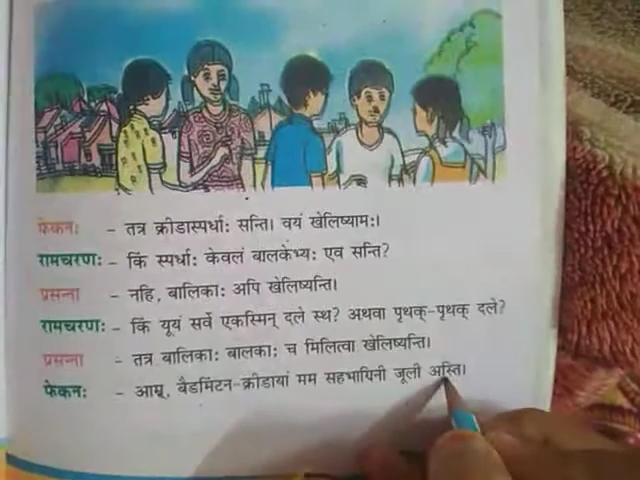 फेकनः - तत्र क्रीडास्पर्धाः सन्ति। वयं खेलिष्यामः।
रामचरणः - किं स्पर्धाः केवलं बालकेभ्यः एव सन्ति?
प्रसन्ना - नहि, बालिकाः अपि खेलिष्यन्ति।
रामचरणः - किं यूयं सर्वे एकस्मिन् दले स्थ? अथवा पृथक्-पृथक् दले?
प्रसन्ना - तत्र बालिकाः बालकाः च मिलित्वा खेलिष्यन्ति।
फेकनः - आम्, बैडमिंटन-क्रीडायां मम सहभागिनी जूली अस्ति।